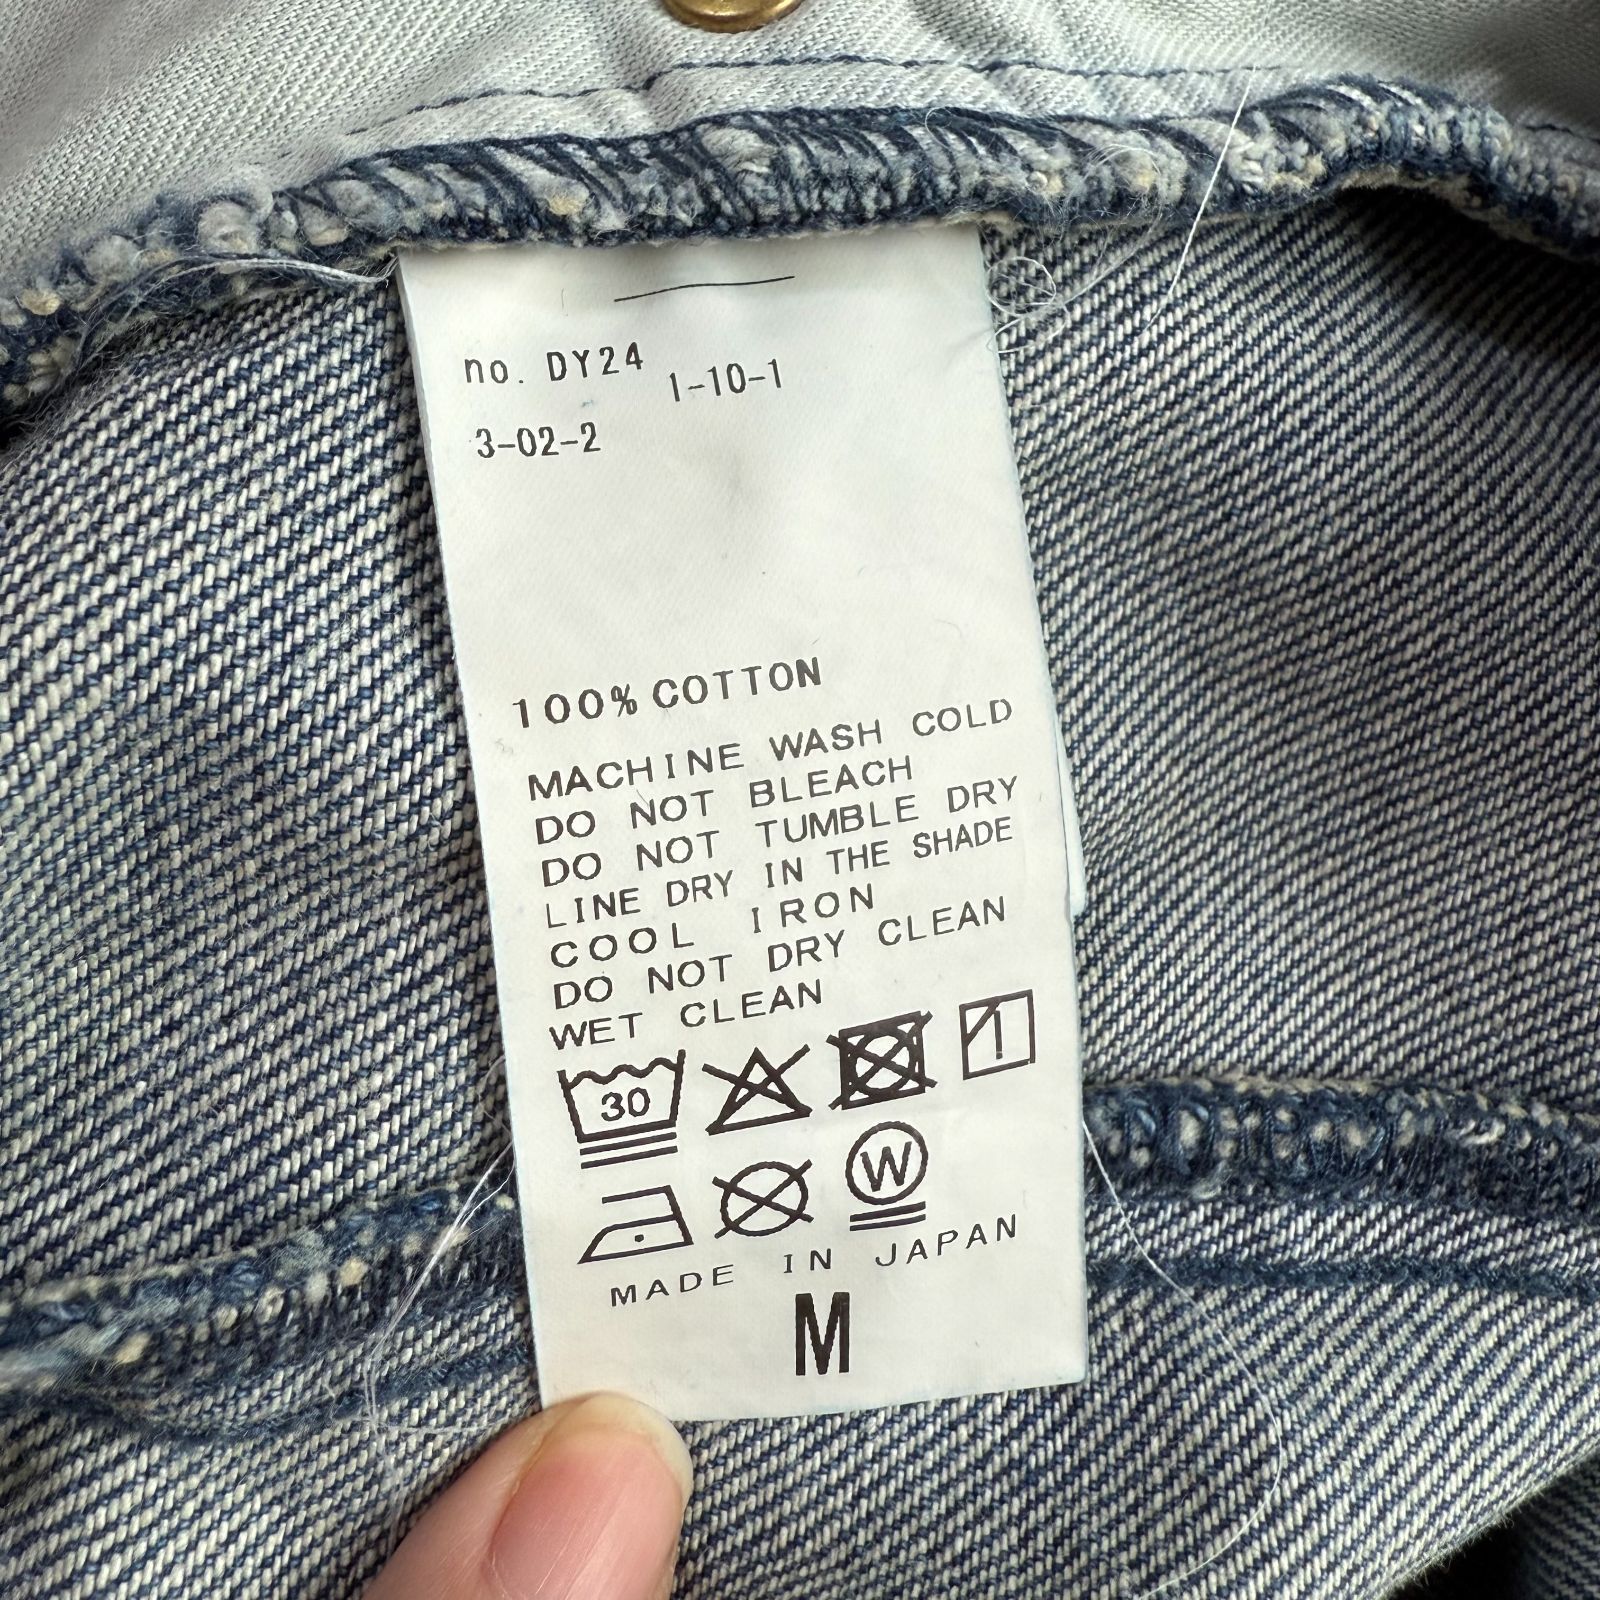 no. DY24 1-10-1
3-02-2
100% COTTON
MACHINE WASH COLD
DO NOT BLEACH
DO NOT TUMBLE DRY
LINE DRY IN THE SHADE
COOL IRON
DO NOT DRY CLEAN
WET CLEAN
30
W
MADE IN JAPAN
M